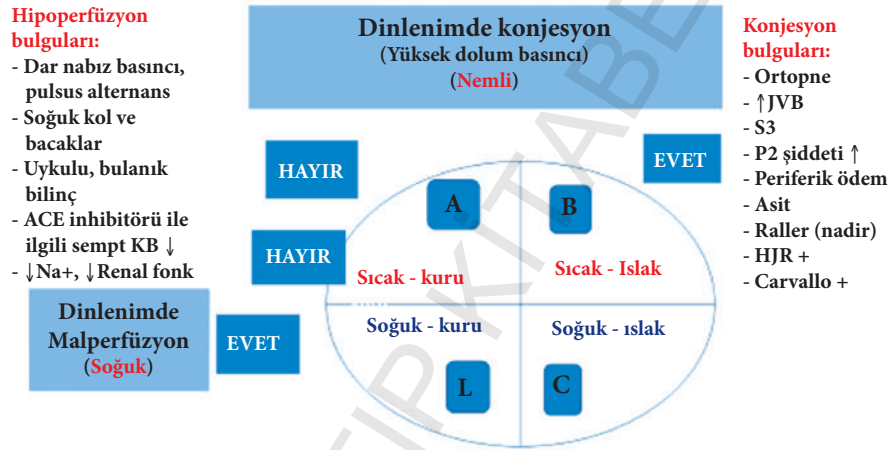 Hipoperfüzyon
bulguları:
- Dar nabız basıncı,
pulsus alternans
- Soğuk kol ve
bacaklar
- Uykulu, bulanık
bilinç
- ACE inhibitörü ile
ilgili sempt KB ↓
- ↓Na+, ↓Renal fonk
Dinlenimde konjesyon
(Yüksek dolum basıncı)
(Nemli)
Konjesyon
bulguları:
- Ortopne
- ↑JVB
- S3
- P2 şiddeti ↑
- Periferik ödem
- Asit
- Raller (nadir)
- HJR +
- Carvallo +
HAYIR
EVET
A
B
HAYIR
Sıcak - kuru
Sıcak - Islak
Dinlenimde
Malperfüzyon
(Soğuk)
EVET
Soğuk - kuru
Soğuk - ıslak
L
C
TIP KİTABE